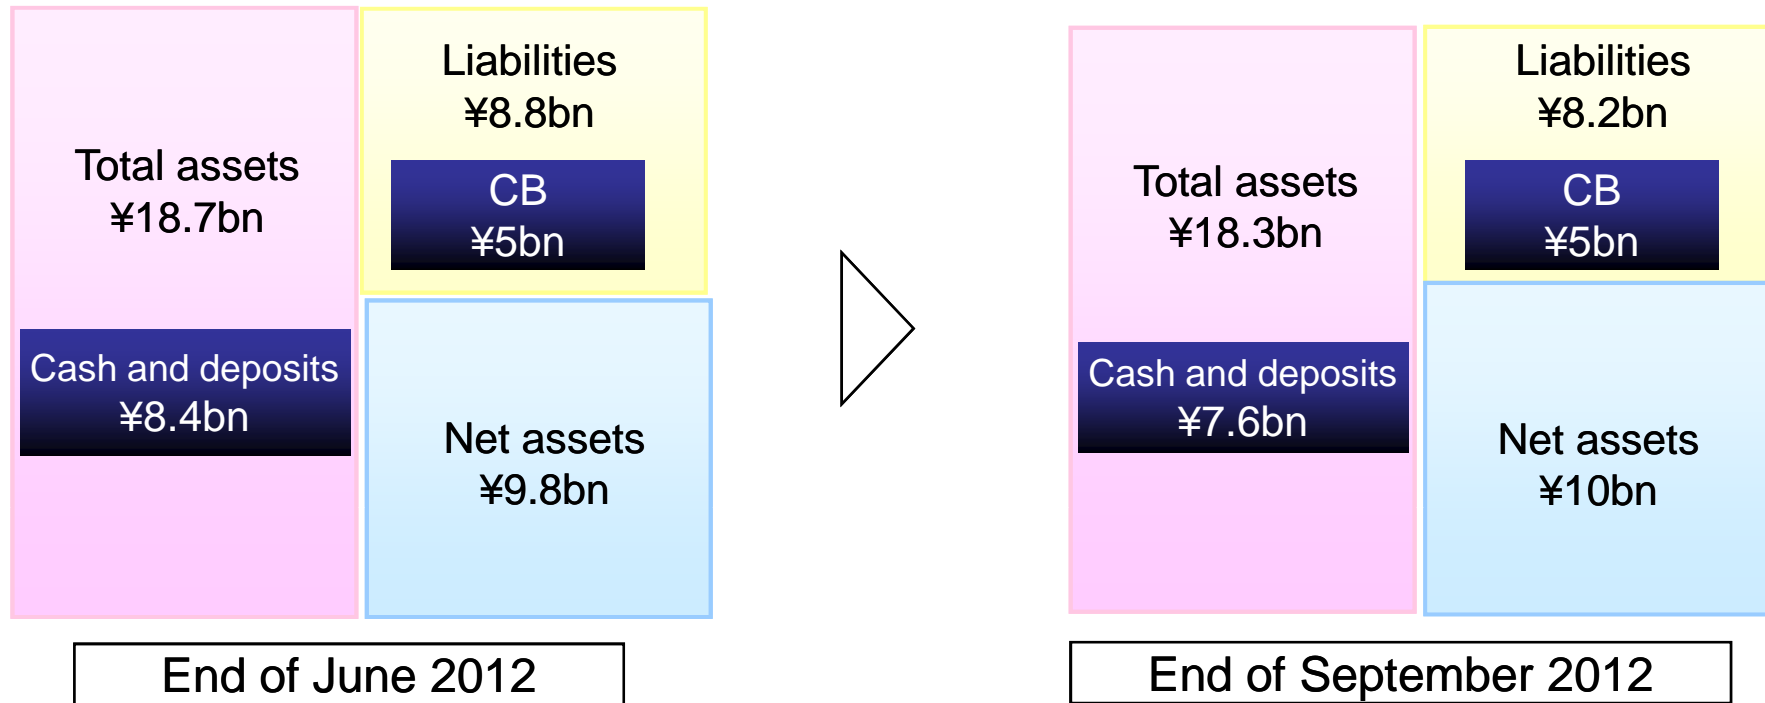 Total assets
¥18.7bn
Cash and deposits
¥8.4bn
Liabilities
¥8.8bn
CB
¥5bn
Net assets
¥9.8bn
End of June 2012
Total assets
¥18.3bn
Cash and deposits
¥7.6bn
Liabilities
¥8.2bn
CB
¥5bn
Net assets
¥10bn
End of September 2012